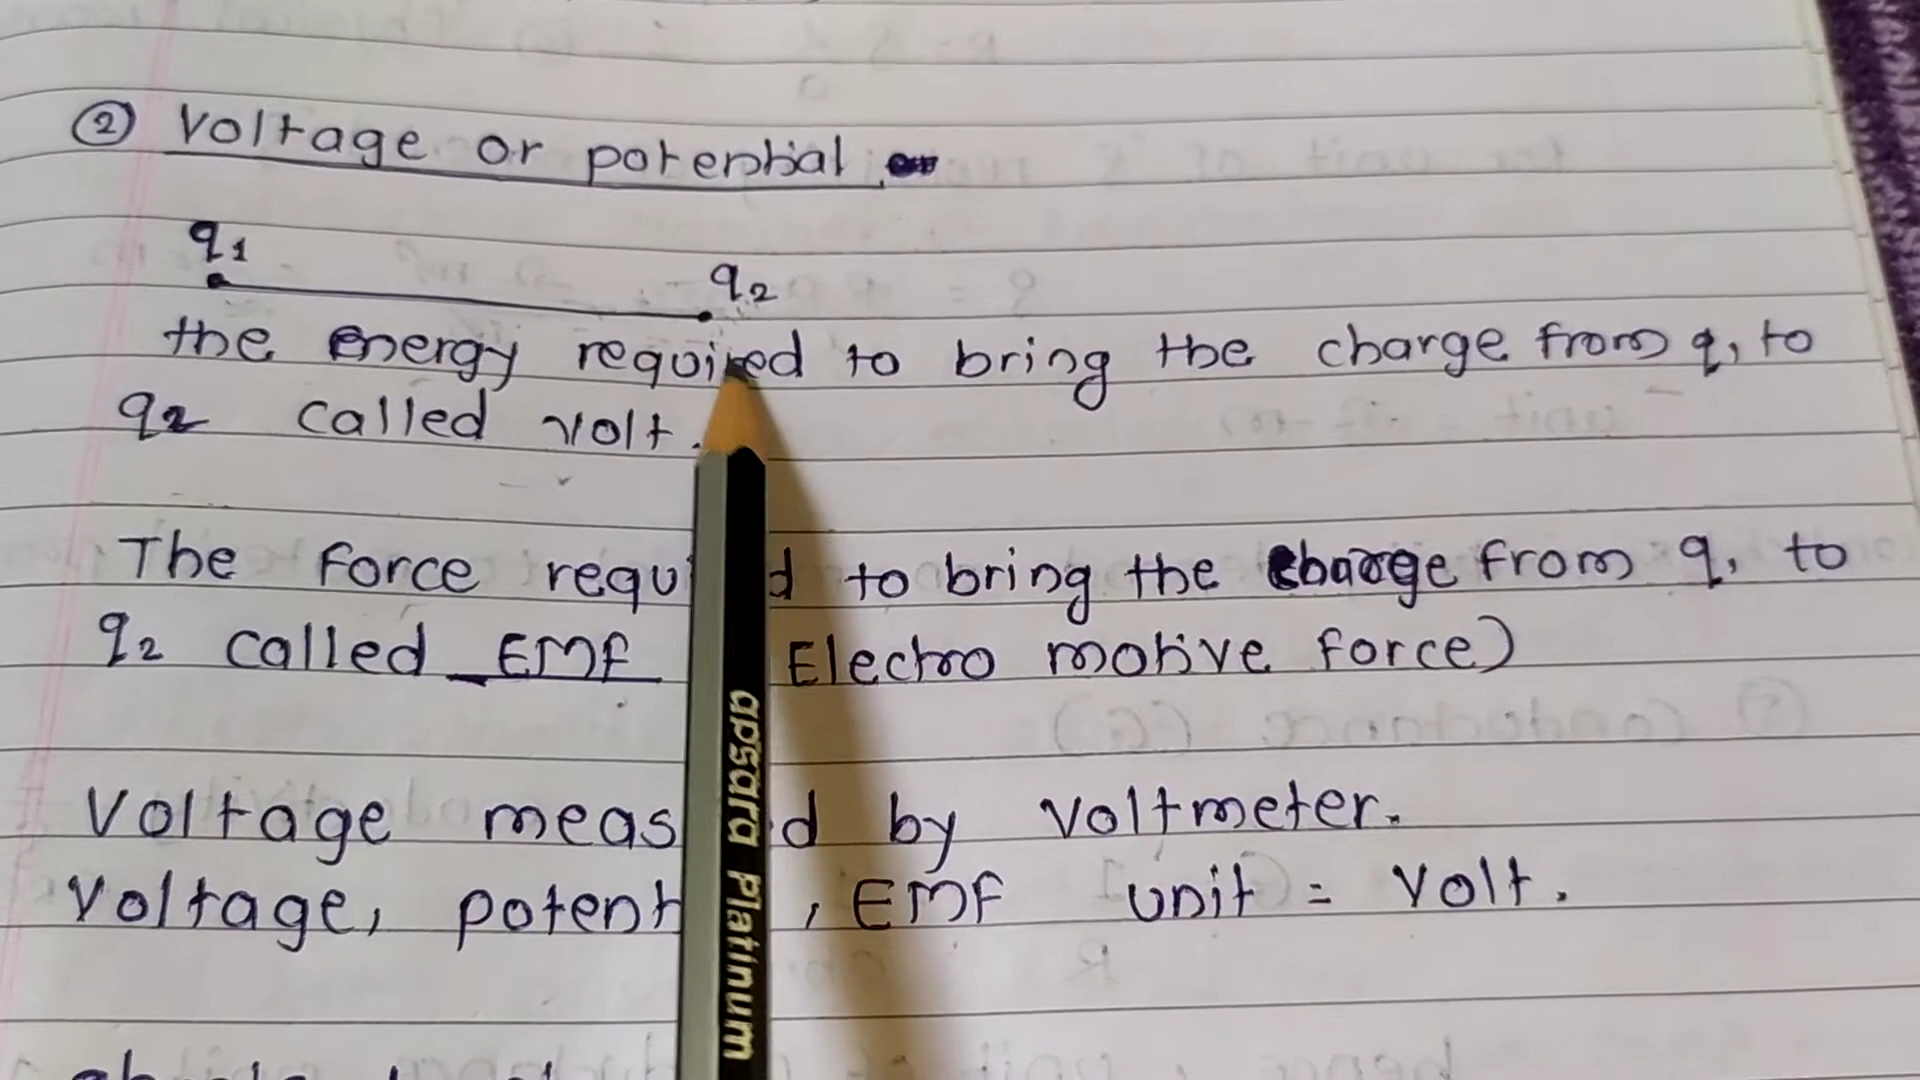 ② Voltage or potential
q1
q2
the energy required to bring the charge from q1 to
q2 called volt.
The force requ d to bring the charge from q1 to
q2 called EMF Electro motive force)
Voltage meas d by voltmeter.
Voltage, potent , EMF unit = Volt.
apsara Platinum